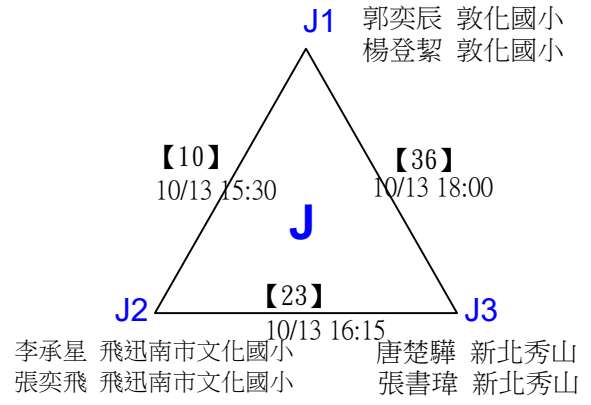 J1
郭奕辰 敦化國小
楊登絜 敦化國小
【10】
10/13 15:30
【36】
10/13 18:00
J
【23】
10/13 16:15
J2
J3
李承星 飛迅南市文化國小
張奕飛 飛迅南市文化國小
唐楚驊 新北秀山
張書瑋 新北秀山